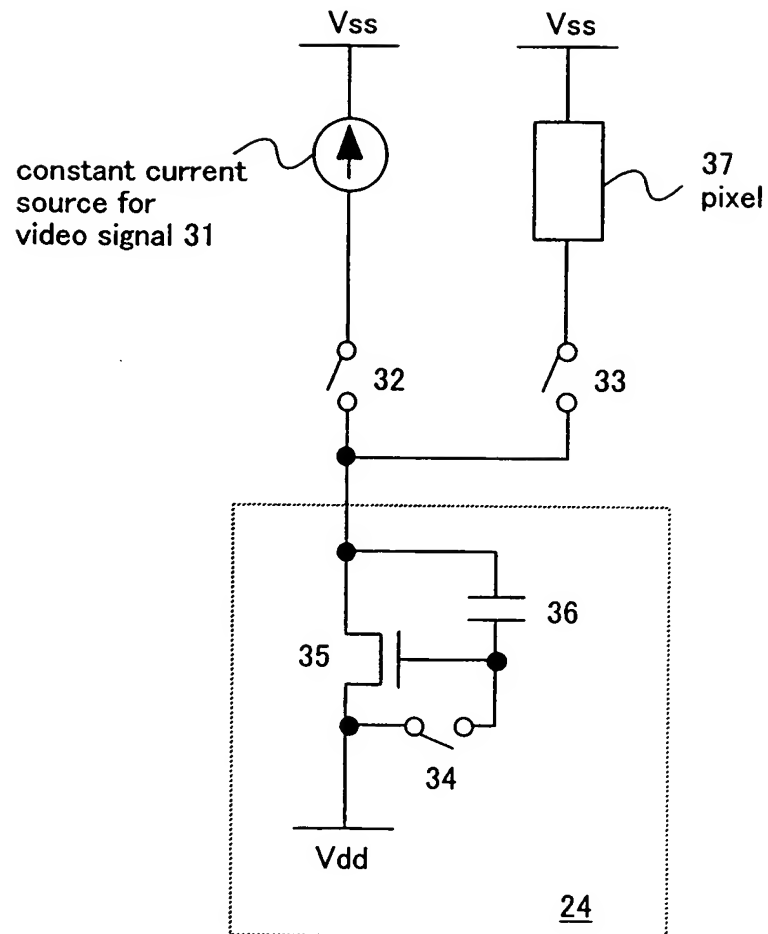 Vss
Vss
constant current
source for
video signal 31
37
pixel
32
33
36
35
34
Vdd
24